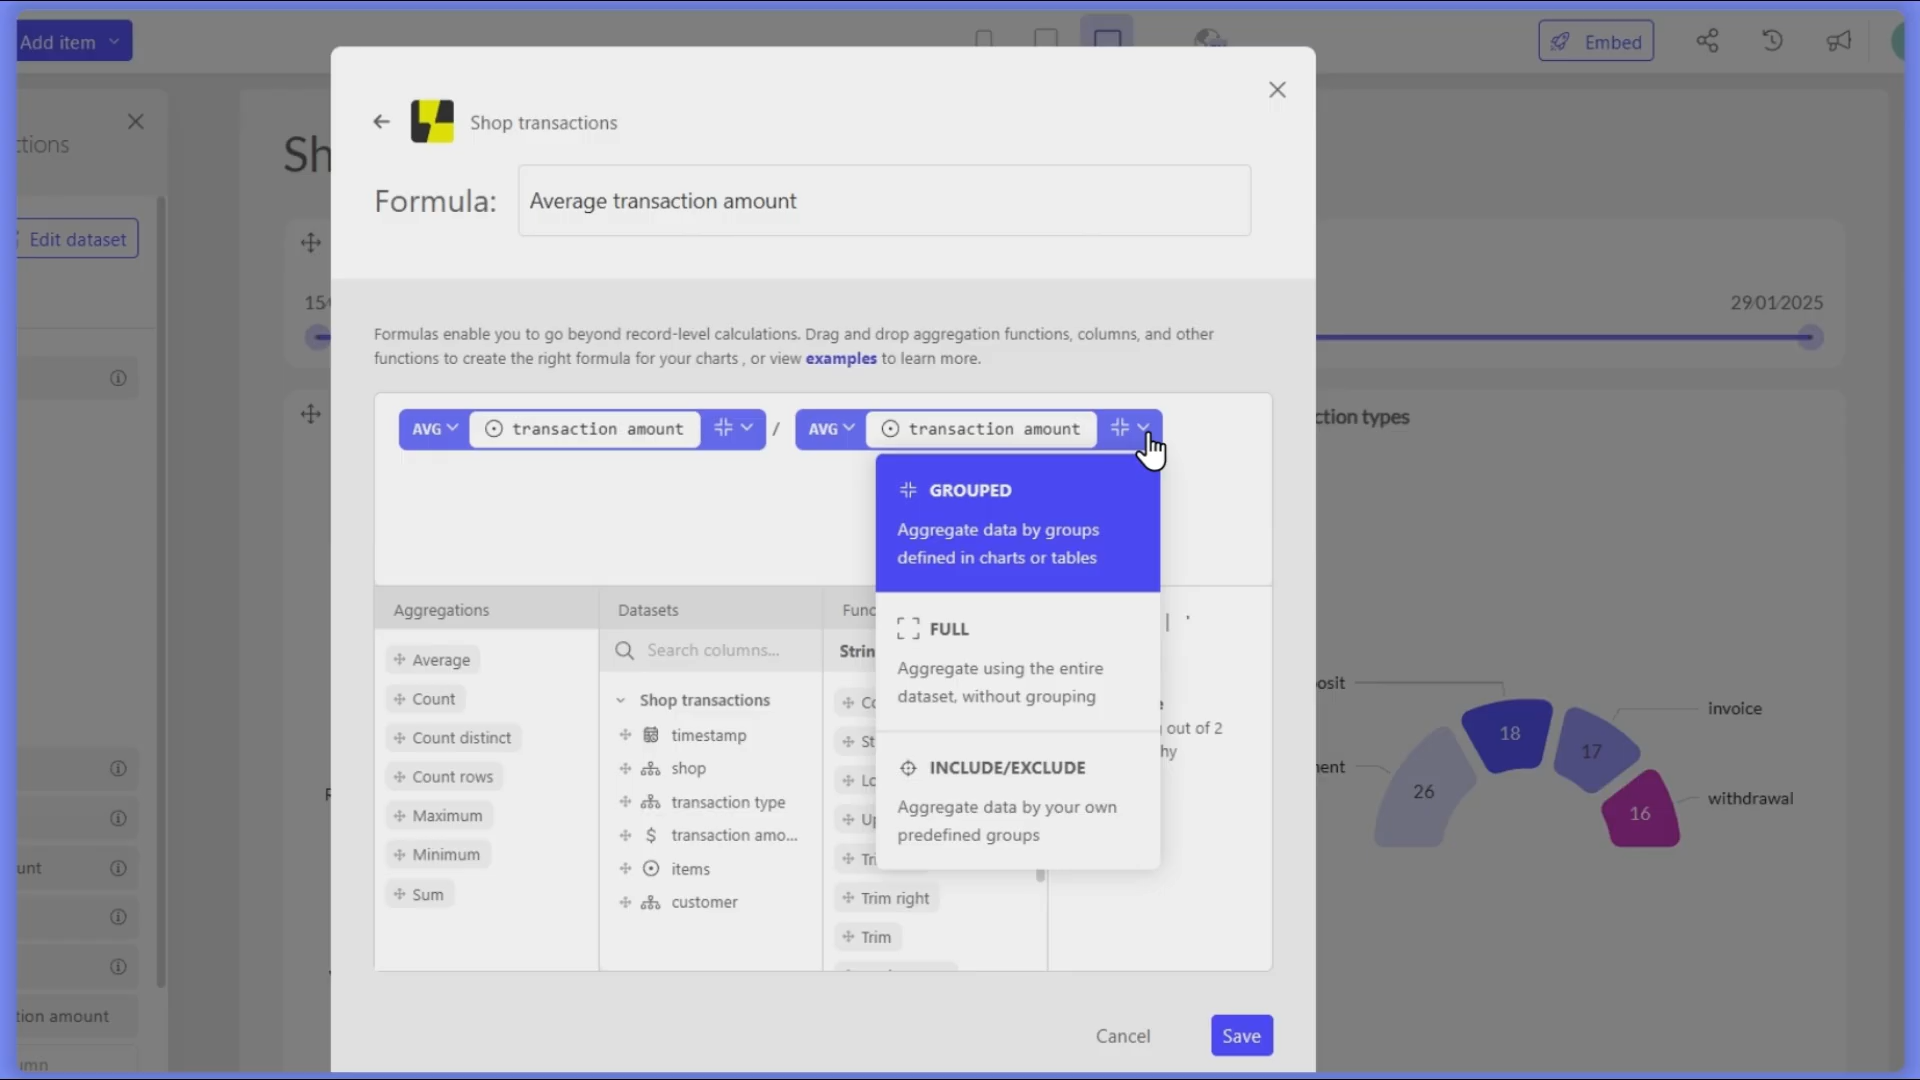 Add item
Embed
ctions
Shop transactions
Sh
Formula:
Average transaction amount
Edit dataset
29/01/2025
Formulas enable you to go beyond record-level calculations. Drag and drop aggregation functions, columns, and other
functions to create the right formula for your charts , or view examples to learn more.
ction types
AVG transaction amount / AVG transaction amount
GROUPED
Aggregate data by groups
defined in charts or tables
FULL
Aggregate using the entire
dataset, without grouping
INCLUDE/EXCLUDE
Aggregate data by your own
predefined groups
Aggregations
Average
Count
Count distinct
Count rows
Maximum
Minimum
Sum
Datasets
Search columns...
Shop transactions
timestamp
shop
transaction type
transaction amo...
items
customer
Func
Strin
Co
St
Lo
Up
Tri
Trim right
Trim
out of 2
hy
osit
invoice
18
17
26
16
withdrawal
unt
tion amount
Cancel
Save